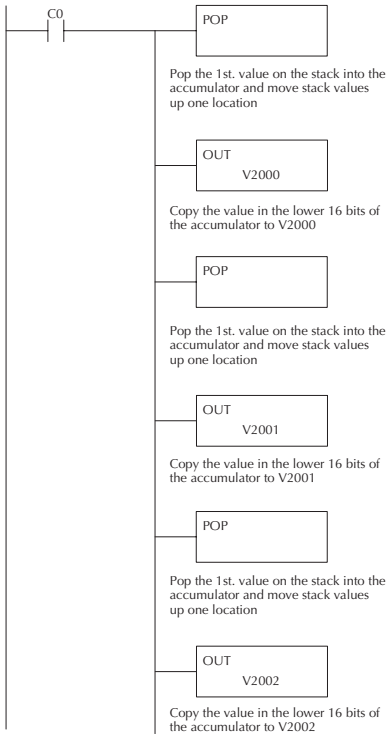 C0
POP
Pop the 1st. value on the stack into the
accumulator and move stack values
up one location
OUT
V2000
Copy the value in the lower 16 bits of
the accumulator to V2000
POP
Pop the 1st. value on the stack into the
accumulator and move stack values
up one location
OUT
V2001
Copy the value in the lower 16 bits of
the accumulator to V2001
POP
Pop the 1st. value on the stack into the
accumulator and move stack values
up one location
OUT
V2002
Copy the value in the lower 16 bits of
the accumulator to V2002